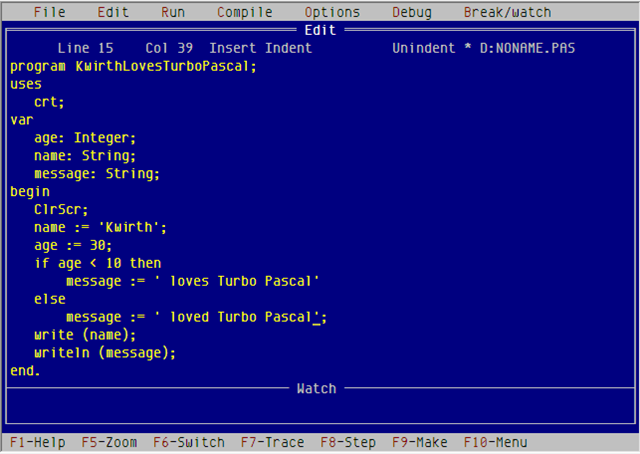 File Edit Run Compile Options Debug Break/watch
Edit
Line 15 Col 39 Insert Indent Unindent * D:NONAME.PAS
program KwirthLovesTurboPascal;
uses
crt;
var
age: Integer;
name: String;
message: String;
begin
ClrScr;
name := 'Kwirth';
age := 30;
if age < 10 then
message := ' loves Turbo Pascal'
else
message := ' loved Turbo Pascal';
write (name);
writeln (message);
end.
Watch
F1-Help F5-Zoom F6-Switch F7-Trace F8-Step F9-Make F10-Menu